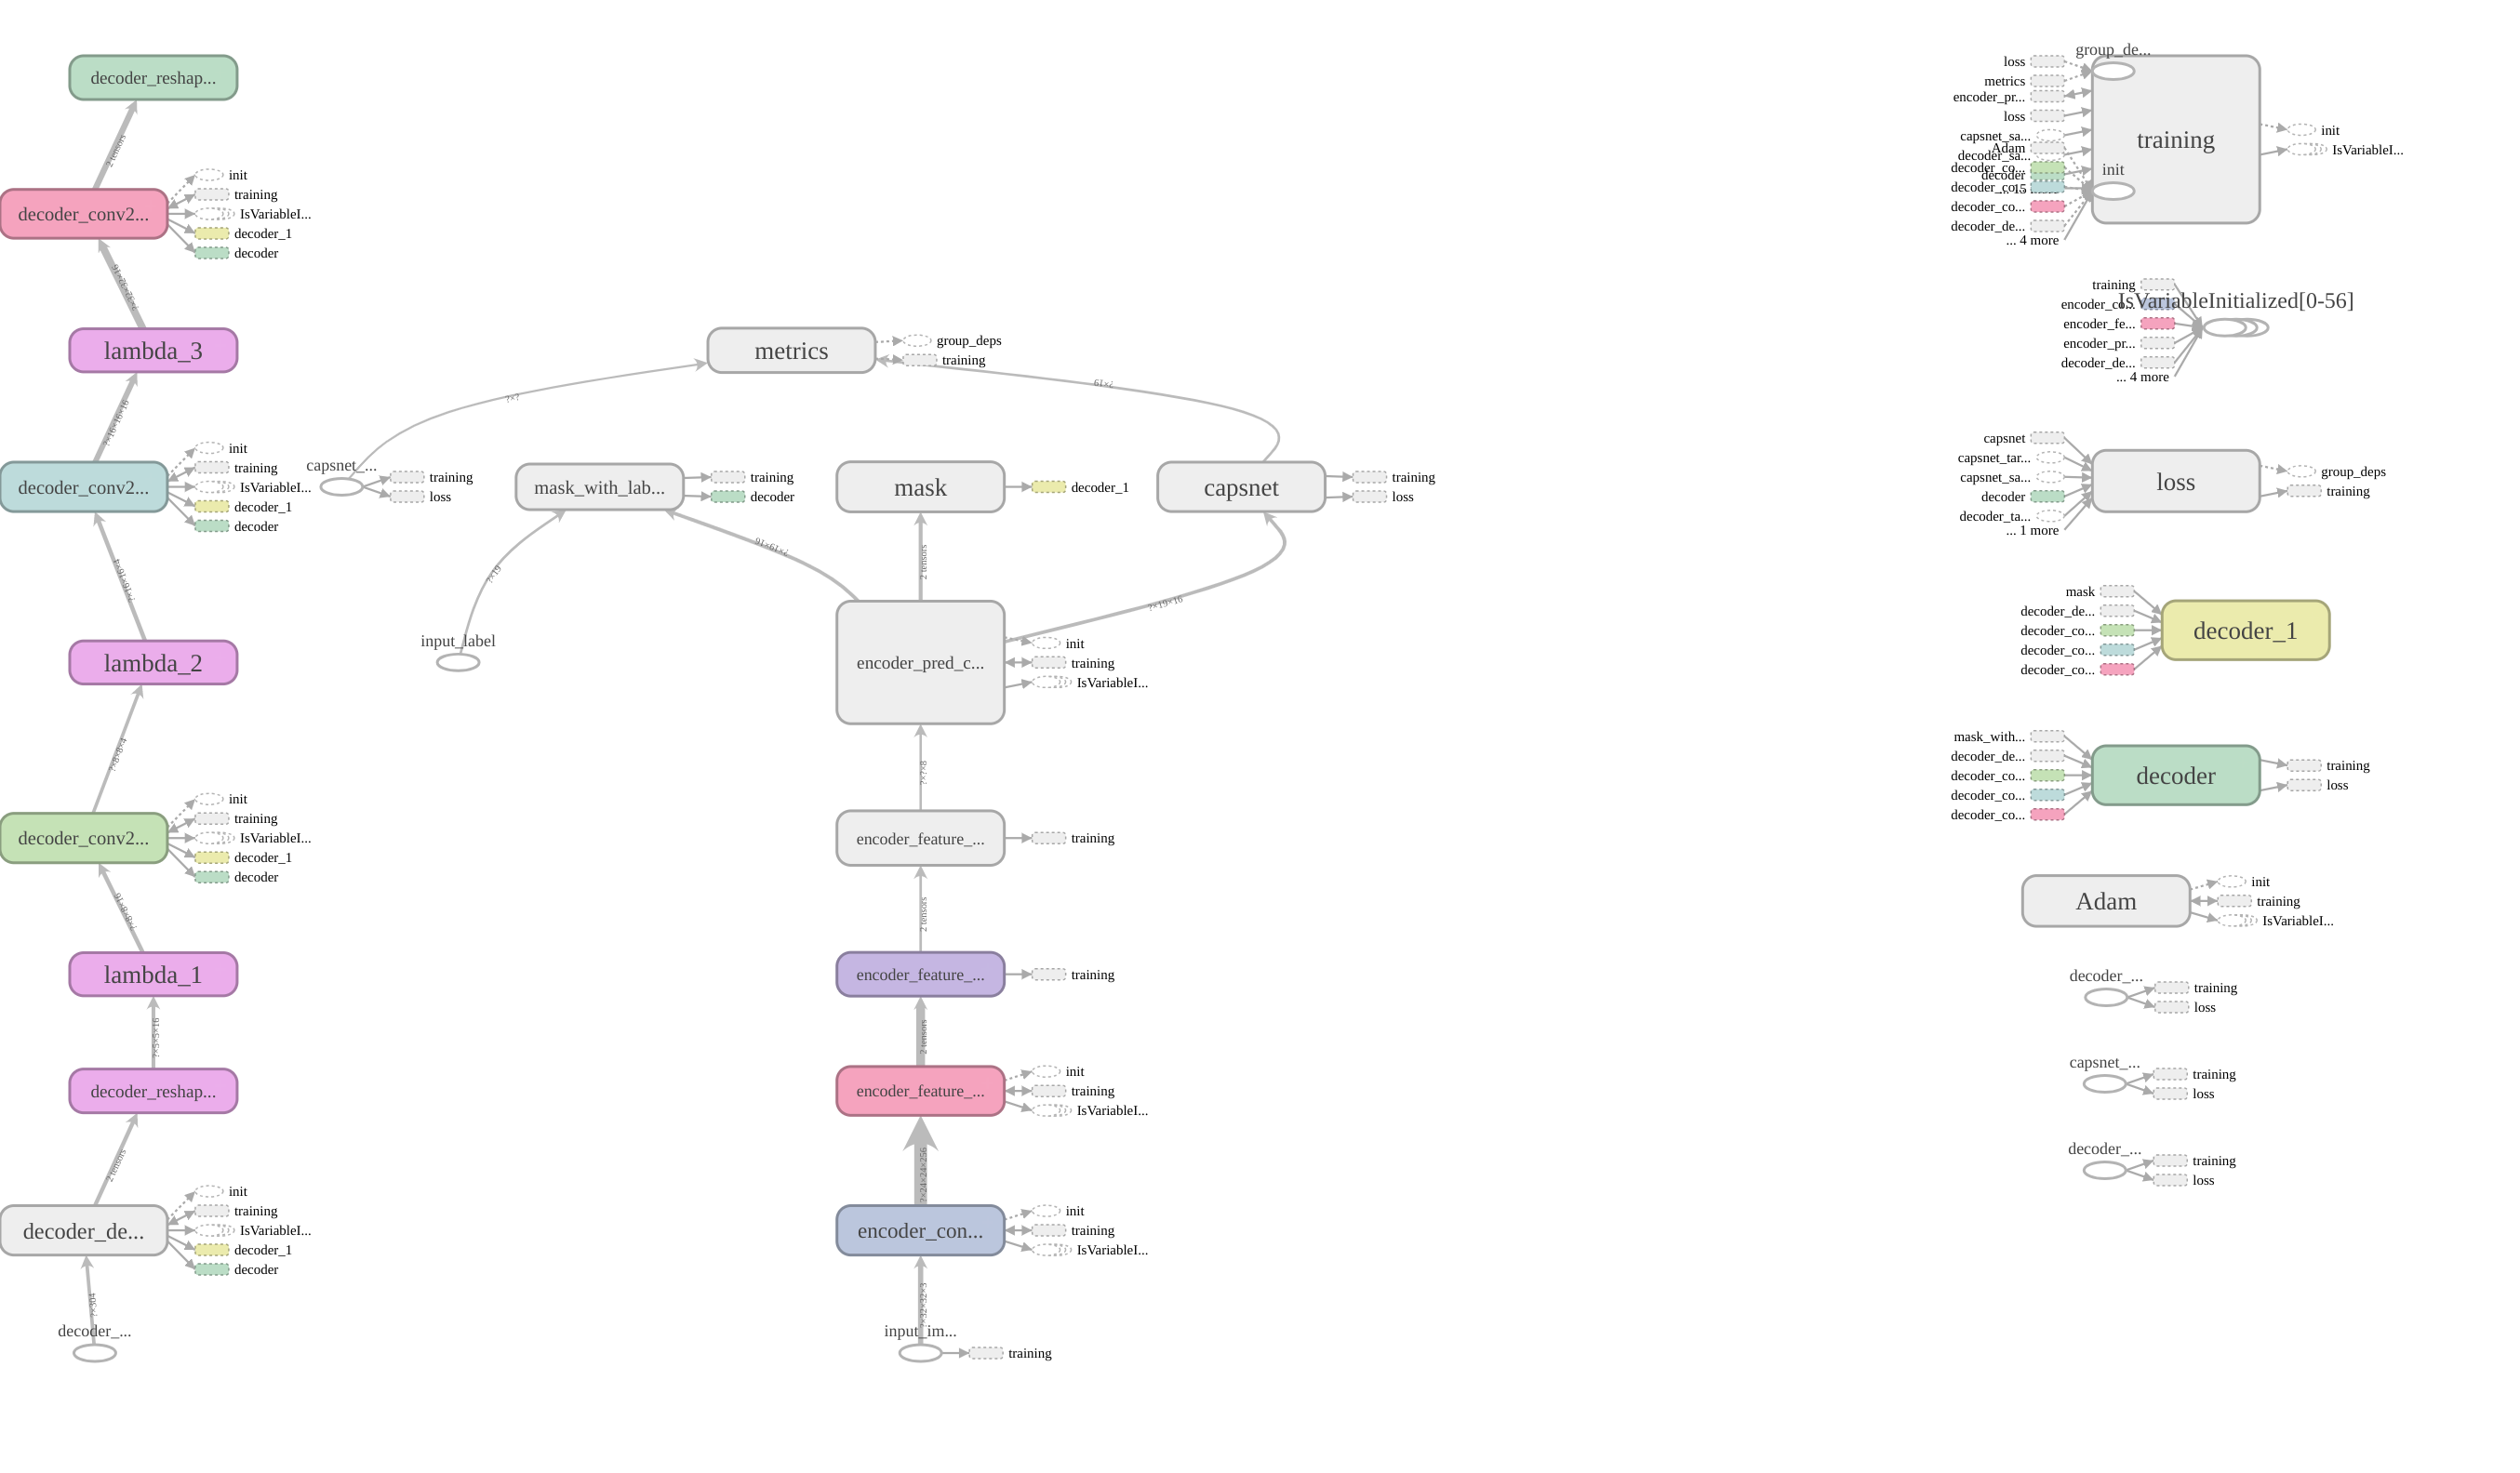 decoder_reshap...
2 tensors
decoder_conv2...
init
training
IsVariableI...
decoder_1
decoder
?×32×32×16
lambda_3
?×16×16×16
decoder_conv2...
init
training
IsVariableI...
decoder_1
decoder
?×16×16×4
lambda_2
?×8×8×4
decoder_conv2...
init
training
IsVariableI...
decoder_1
decoder
?×8×8×16
lambda_1
?×5×5×16
decoder_reshap...
2 tensors
decoder_de...
init
training
IsVariableI...
decoder_1
decoder
?×304
decoder_...
metrics
group_deps
training
?×?
?×19
capsnet_...
training
loss
mask_with_lab...
training
decoder
mask
decoder_1
capsnet
training
loss
?×19
input_label
?×19×16
2 tensors
?×19×16
encoder_pred_c...
init
training
IsVariableI...
?×?×8
encoder_feature_...
training
2 tensors
encoder_feature_...
training
2 tensors
encoder_feature_...
init
training
IsVariableI...
?×24×24×256
encoder_con...
init
training
IsVariableI...
?×32×32×3
input_im...
training
group_de...
loss
metrics
encoder_pr...
loss
capsnet_sa...
Adam
decoder_sa...
decoder_co...
decoder
decoder_co...
... 15
decoder_co...
decoder_de...
... 4 more
training
init
init
IsVariableI...
IsVariableInitialized[0-56]
training
encoder_co...
encoder_fe...
encoder_pr...
decoder_de...
... 4 more
capsnet
capsnet_tar...
capsnet_sa...
decoder
decoder_ta...
... 1 more
loss
group_deps
training
mask
decoder_de...
decoder_co...
decoder_co...
decoder_co...
decoder_1
mask_with...
decoder_de...
decoder_co...
decoder_co...
decoder_co...
decoder
training
loss
Adam
init
training
IsVariableI...
decoder_...
training
loss
capsnet_...
training
loss
decoder_...
training
loss